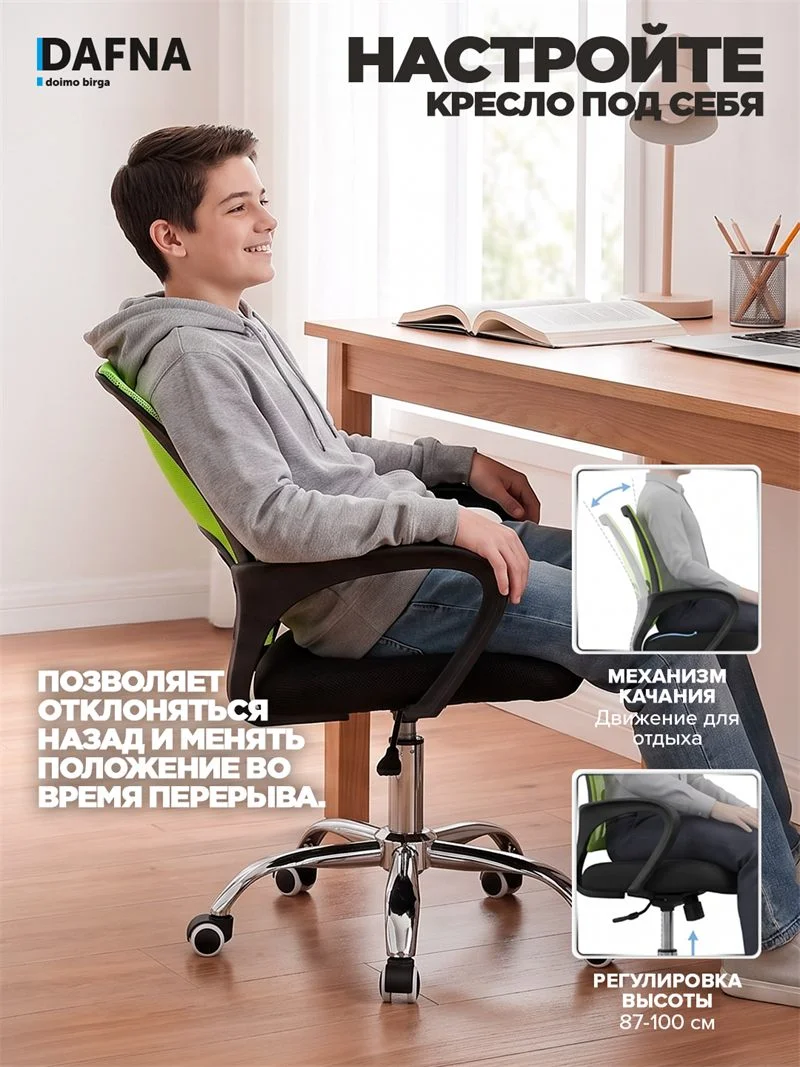 DAFNA
doimo birga
НАСТРОЙТЕ
КРЕСЛО ПОД СЕБЯ
ПОЗВОЛЯЕТ
ОТКЛОНЯТЬСЯ
НАЗАД И МЕНЯТЬ
ПОЛОЖЕНИЕ ВО
ВРЕМЯ ПЕРЕРЫВА.
МЕХАНИЗМ
КАЧАНИЯ
Движение для
отдыха
РЕГУЛИРОВКА
ВЫСОТЫ
87-100 см